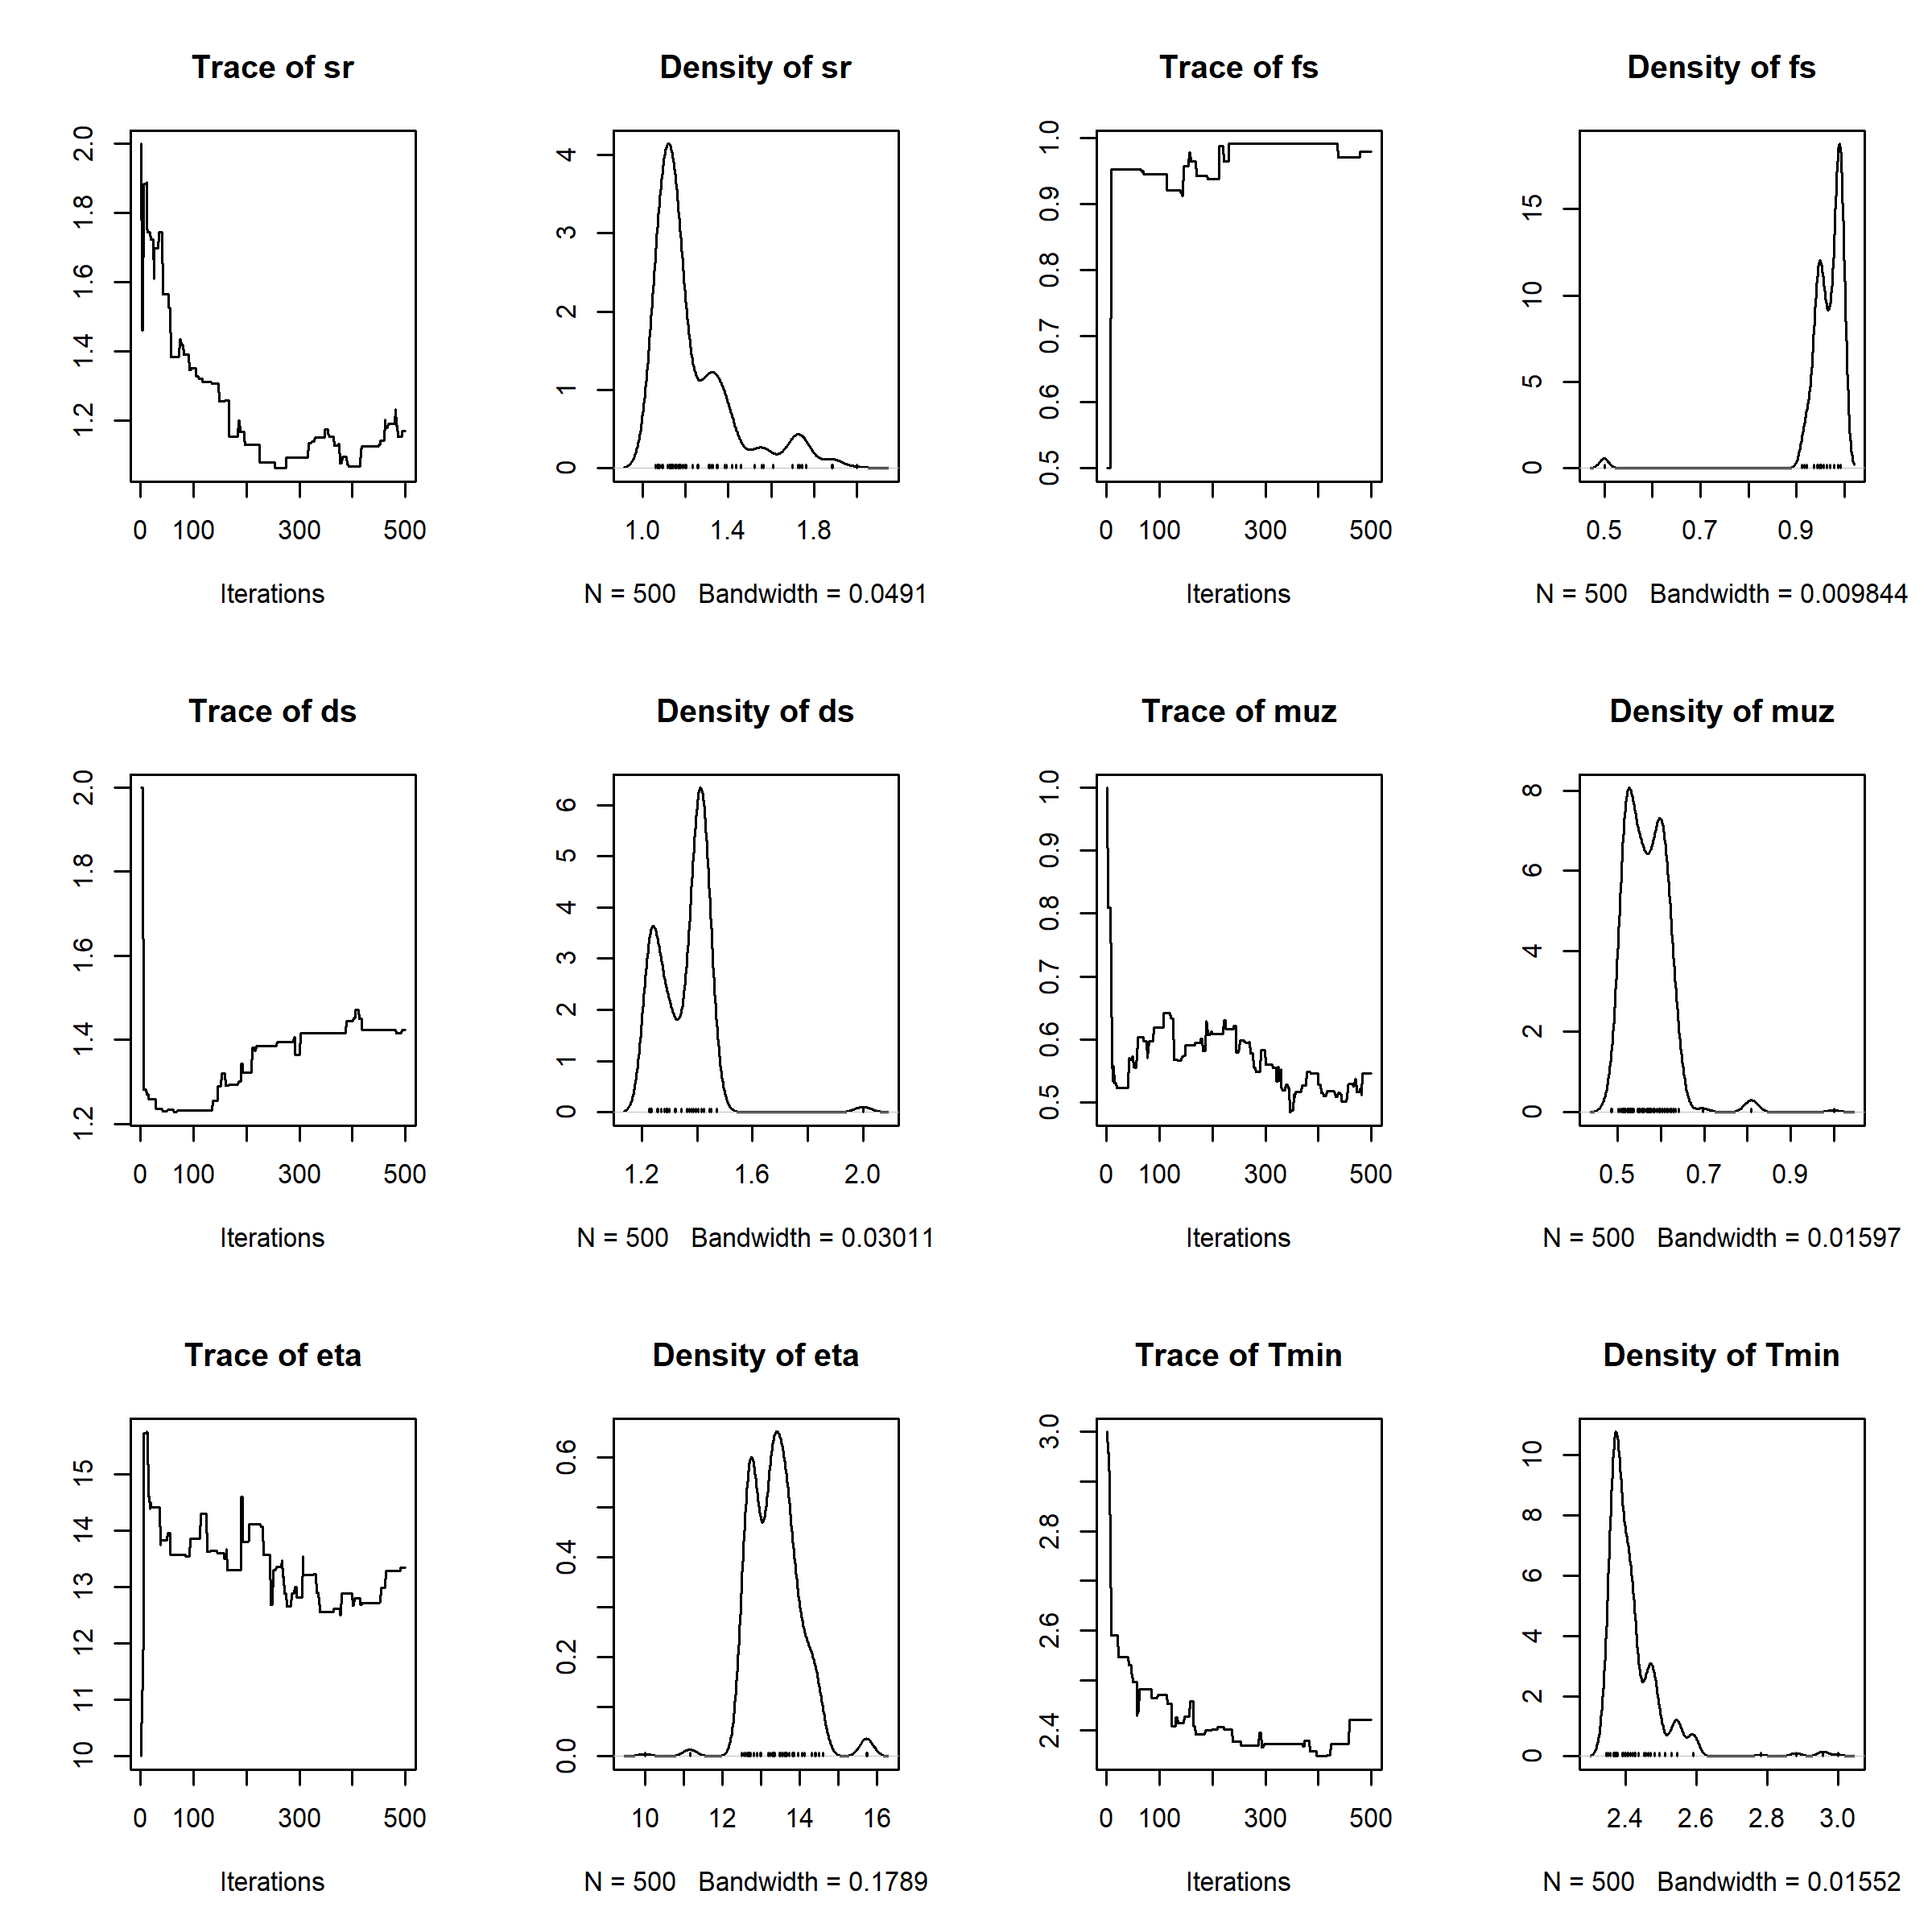 Trace of sr
2.0
1.8
1.6
1.4
1.2
0 100 300 500
Iterations
Density of sr
4
3
2
1
0
1.0 1.4 1.8
N = 500 Bandwidth = 0.0491
Trace of fs
1.0
0.9
0.8
0.7
0.6
0.5
0 100 300 500
Iterations
Density of fs
15
10
5
0
0.5 0.7 0.9
N = 500 Bandwidth = 0.009844
Trace of ds
2.0
1.8
1.6
1.4
1.2
0 100 300 500
Iterations
Density of ds
6
5
4
3
2
1
0
1.2 1.6 2.0
N = 500 Bandwidth = 0.03011
Trace of muz
1.0
0.9
0.8
0.7
0.6
0.5
0 100 300 500
Iterations
Density of muz
8
6
4
2
0
0.5 0.7 0.9
N = 500 Bandwidth = 0.01597
Trace of eta
15
14
13
12
11
10
0 100 300 500
Iterations
Density of eta
0.6
0.4
0.2
0.0
10 12 14 16
N = 500 Bandwidth = 0.1789
Trace of Tmin
3.0
2.8
2.6
2.4
0 100 300 500
Iterations
Density of Tmin
10
8
6
4
2
0
2.4 2.6 2.8 3.0
N = 500 Bandwidth = 0.01552